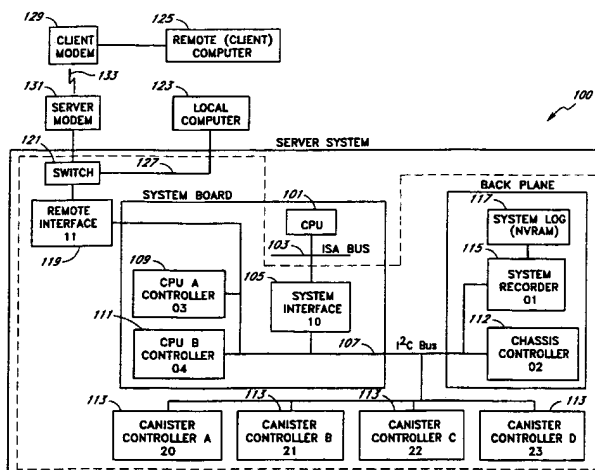 129
CLIENT
MODEM
125
REMOTE (CLIENT)
COMPUTER
133
131
SERVER
MODEM
123
LOCAL
COMPUTER
100
SERVER SYSTEM
121
SWITCH
127
REMOTE
INTERFACE
11
119
SYSTEM BOARD
101
CPU
103
ISA BUS
109
CPU A
CONTROLLER
03
105
SYSTEM
INTERFACE
10
111
CPU B
CONTROLLER
04
107
I²C Bus
BACK PLANE
117
SYSTEM LOG
(NVRAM)
115
SYSTEM
RECORDER
01
112
CHASSIS
CONTROLLER
02
113
CANISTER
CONTROLLER A
20
113
CANISTER
CONTROLLER B
21
113
CANISTER
CONTROLLER C
22
113
CANISTER
CONTROLLER D
23